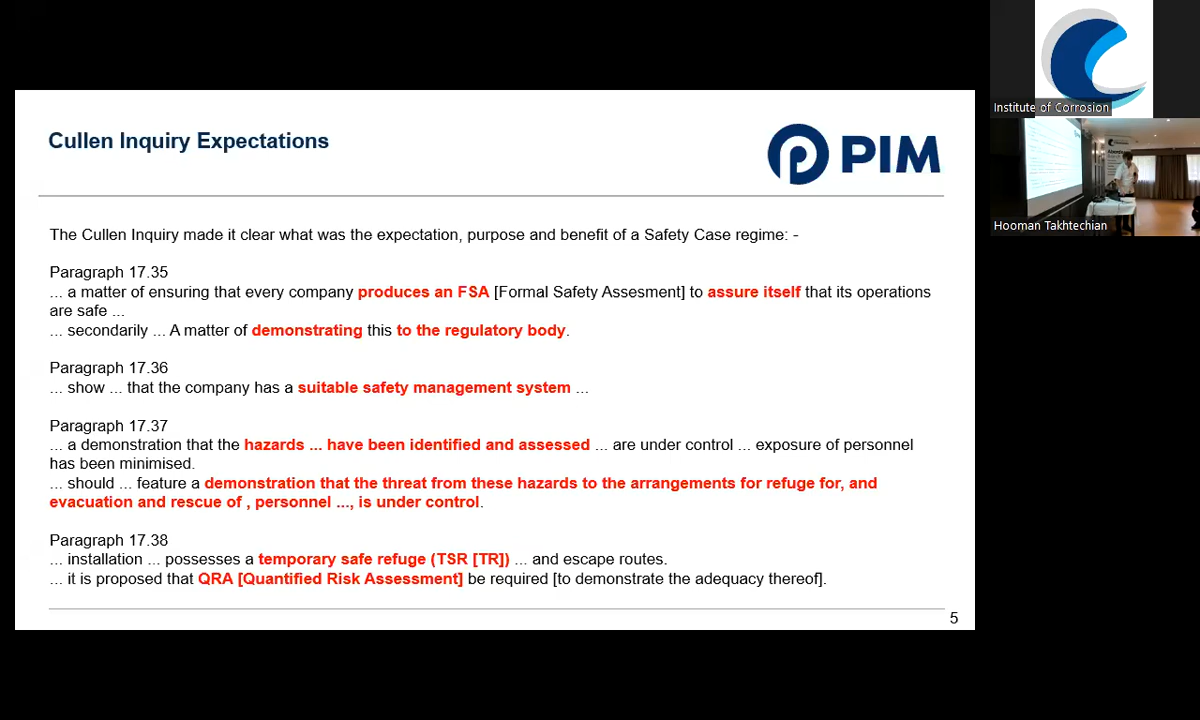 Cullen Inquiry Expectations
PIM
The Cullen Inquiry made it clear what was the expectation, purpose and benefit of a Safety Case regime: -
Paragraph 17.35
... a matter of ensuring that every company produces an FSA [Formal Safety Assesment] to assure itself that its operations
are safe ...
... secondarily ... A matter of demonstrating this to the regulatory body.
Paragraph 17.36
... show ... that the company has a suitable safety management system ...
Paragraph 17.37
... a demonstration that the hazards ... have been identified and assessed ... are under control ... exposure of personnel
has been minimised.
... should ... feature a demonstration that the threat from these hazards to the arrangements for refuge for, and
evacuation and rescue of , personnel ..., is under control.
Paragraph 17.38
... installation ... possesses a temporary safe refuge (TSR [TR]) ... and escape routes.
... it is proposed that QRA [Quantified Risk Assessment] be required [to demonstrate the adequacy thereof].
5
Institute of Corrosion
Hooman Takhtechian